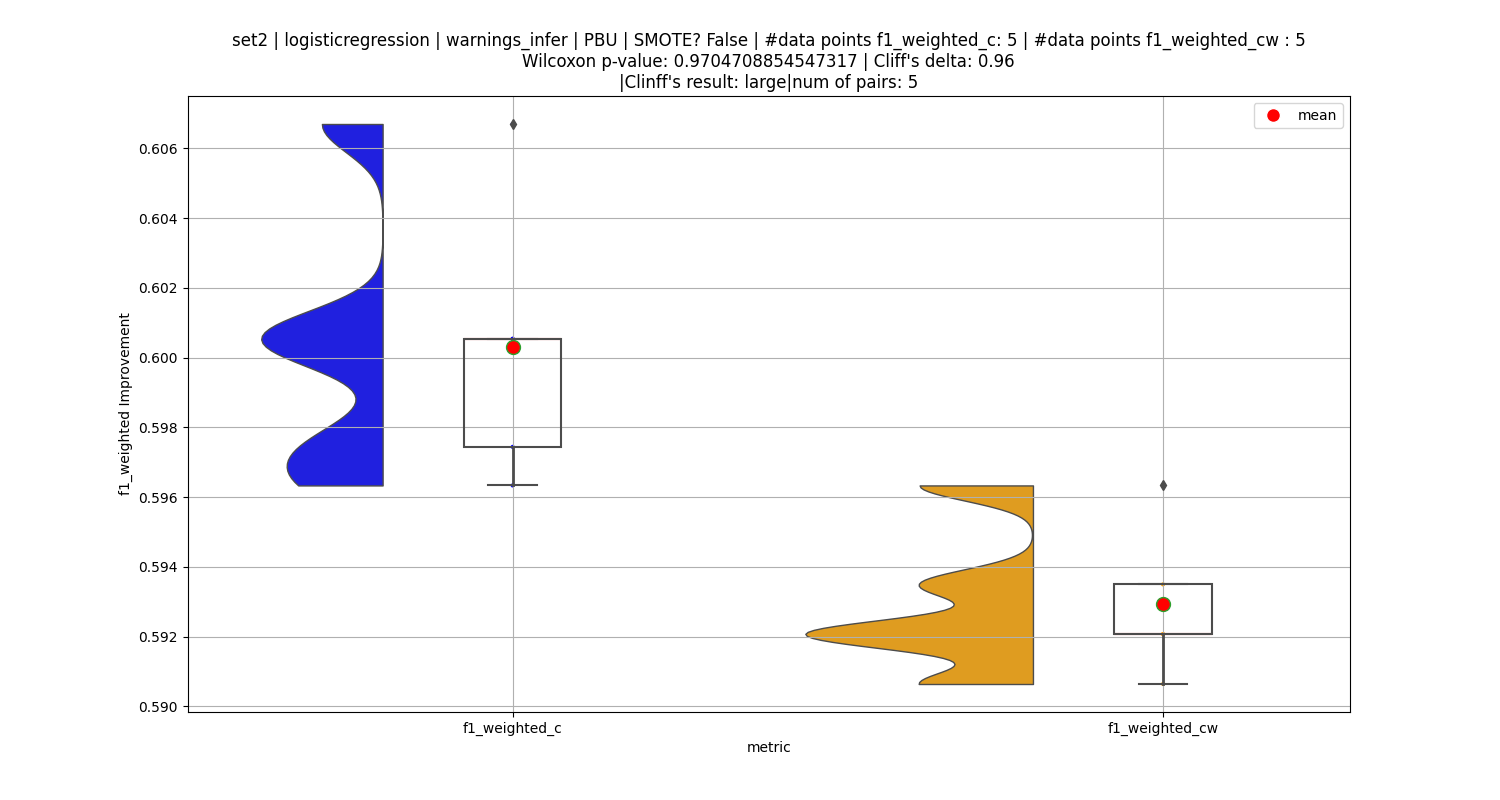 set2 | logisticregression | warnings_infer | PBU | SMOTE? False | #data points f1_weighted_c: 5 | #data points f1_weighted_cw : 5
Wilcoxon p-value: 0.9704708854547317 | Cliff's delta: 0.96
|Clinff's result: large|num of pairs: 5
mean
0.606
0.604
0.602
0.600
0.598
0.596
0.594
0.592
0.590
f1_weighted Improvement
f1_weighted_c
f1_weighted_cw
metric